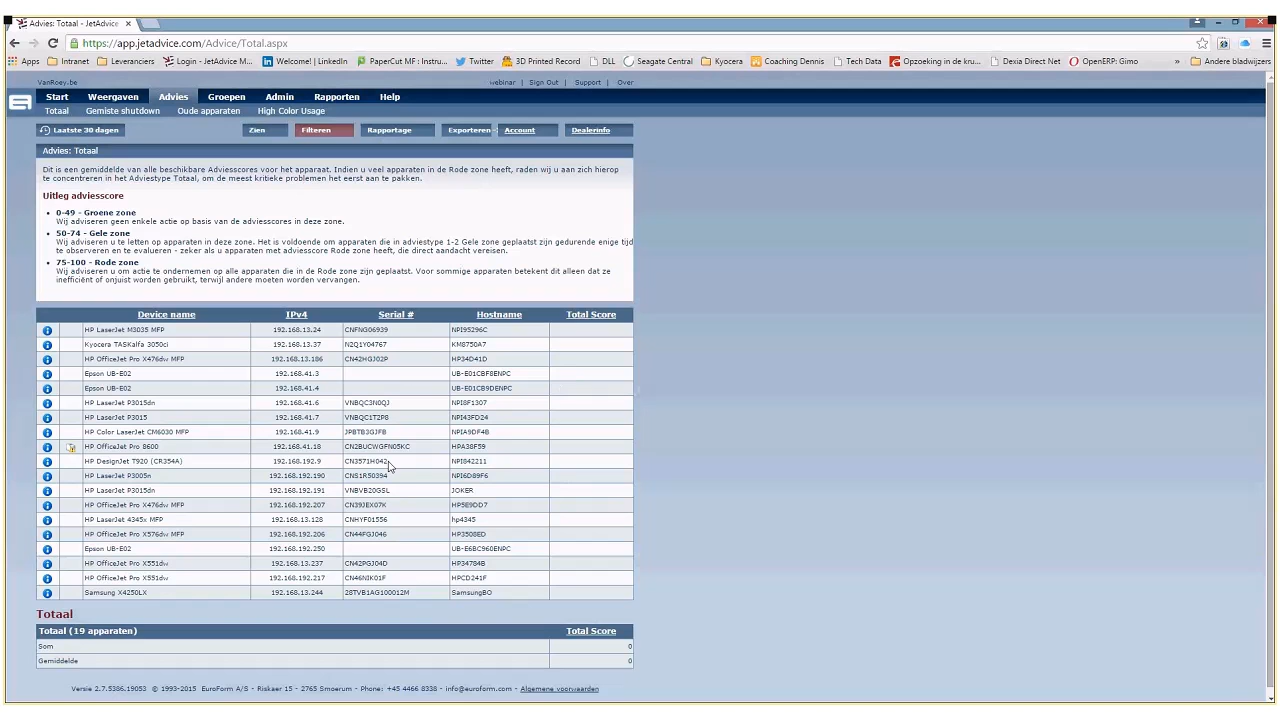 Advies: Totaal - JetAdvice
https://app.jetadvice.com/Advice/Total.aspx
Apps Intranet Leveranciers Login - JetAdvice M... Welcome! | LinkedIn PaperCut MF : Instru... Twitter 3D Printed Record DLL Seagate Central Kyocera Coaching Dennis Tech Data Opzoeking in de kru... Dexia Direct Net OpenERP: Gimo » Andere bladwijzers
VanRoey.be webinar | Sign Out | Support | Over
Start Weergaven Advies Groepen Admin Rapporten Help
Totaal Gemiste shutdown Oude apparaten High Color Usage
Laatste 30 dagen Zien Filteren Rapportage Exporteren Account Dealerinfo
Advies: Totaal
Dit is een gemiddelde van alle beschikbare Adviesscores voor het apparaat. Indien u veel apparaten in de Rode zone heeft, raden wij u aan zich hierop
te concentreren in het Adviestype Totaal, om de meest kritieke problemen het eerst aan te pakken.
Uitleg adviesscore
• 0-49 - Groene zone
Wij adviseren geen enkele actie op basis van de adviesscores in deze zone.
• 50-74 - Gele zone
Wij adviseren u te letten op apparaten in deze zone. Het is voldoende om apparaten die in adviestype 1-2 Gele zone geplaatst zijn gedurende enige tijd
te observeren en te evalueren - zeker als u apparaten met adviesscore Rode zone heeft, die direct aandacht vereisen.
• 75-100 - Rode zone
Wij adviseren u om actie te ondernemen op alle apparaten die in de Rode zone zijn geplaatst. Voor sommige apparaten betekent dit alleen dat ze
inefficiënt of onjuist worden gebruikt, terwijl andere moeten worden vervangen.
Device name IPv4 Serial # Hostname Total Score
HP LaserJet M3035 MFP 192.168.13.24 CNFNG06939 NPI95296C
Kyocera TASKalfa 3050ci 192.168.13.37 N2Q1Y04767 KM8750A7
HP OfficeJet Pro X476dw MFP 192.168.13.186 CN42HGJ02P HP34D41D
Epson UB-E02 192.168.41.3 UB-E01CBF8ENPC
Epson UB-E02 192.168.41.4 UB-E01CB9DENPC
HP LaserJet P3015dn 192.168.41.6 VNBQC3N0QJ NPI8F1307
HP LaserJet P3015 192.168.41.7 VNBQC1T2P8 NPI43FD24
HP Color LaserJet CM6030 MFP 192.168.41.9 JPBTB3GJFB NPIA9DF4B
HP OfficeJet Pro 8600 192.168.41.18 CN2BUCWGFN05KC HPA38F59
HP DesignJet T920 (CR354A) 192.168.192.9 CN3571H042 NPI842211
HP LaserJet P3005n 192.168.192.190 CNS1R50394 NPI6D89F6
HP LaserJet P3015dn 192.168.192.191 VNBVB20GSL JOKER
HP OfficeJet Pro X476dw MFP 192.168.192.207 CN39JEX07K HP5E9DD7
HP LaserJet 4345x MFP 192.168.13.128 CNHYF01556 hp4345
HP OfficeJet Pro X576dw MFP 192.168.192.206 CN44FGJ046 HP3508ED
Epson UB-E02 192.168.192.250 UB-E6BC960ENPC
HP OfficeJet Pro X551dw 192.168.13.237 CN42PGJ04D HP34784B
HP OfficeJet Pro X551dw 192.168.192.217 CN46NIK01F HPCD241F
Samsung X4250LX 192.168.13.244 28TVB1AG100012M SamsungBO
Totaal
Totaal (19 apparaten) Total Score
Som 0
Gemiddelde 0
Versie 2.7.5386.19053 © 1993-2015 EuroForm A/S - Riskaer 15 - 2765 Smoerum - Phone: +45 4466 8338 - info@euroform.com - Algemene voorwaarden